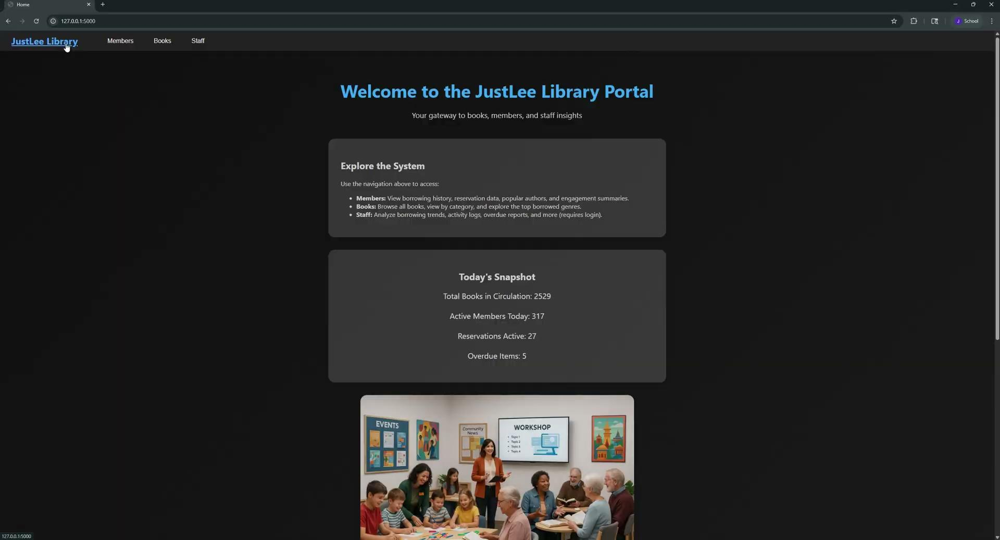 Home
127.0.0.1:5000
School
JustLee Library
Members
Books
Staff
Welcome to the JustLee Library Portal
Your gateway to books, members, and staff insights
Explore the System
Use the navigation above to access:
• Members: View borrowing history, reservation data, popular authors, and engagement summaries.
• Books: Browse all books, view by category, and explore the top borrowed genres.
• Staff: Analyze borrowing trends, activity logs, overdue reports, and more (requires login).
Today's Snapshot
Total Books in Circulation: 2529
Active Members Today: 317
Reservations Active: 27
Overdue Items: 5
EVENTS
Community
News
WORKSHOP
• Topic 1
• Topic 2
• Topic 5
• Topic 4
127.0.0.1:5000